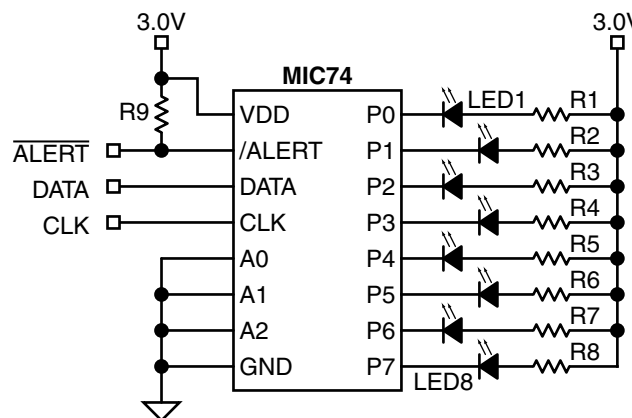 3.0V
3.0V
MIC74
R9
VDD
P0
LED1
R1
ALERT
/ALERT
P1
R2
DATA
DATA
P2
R3
CLK
CLK
P3
R4
A0
P4
R5
A1
P5
R6
A2
P6
R7
GND
P7
LED8
R8